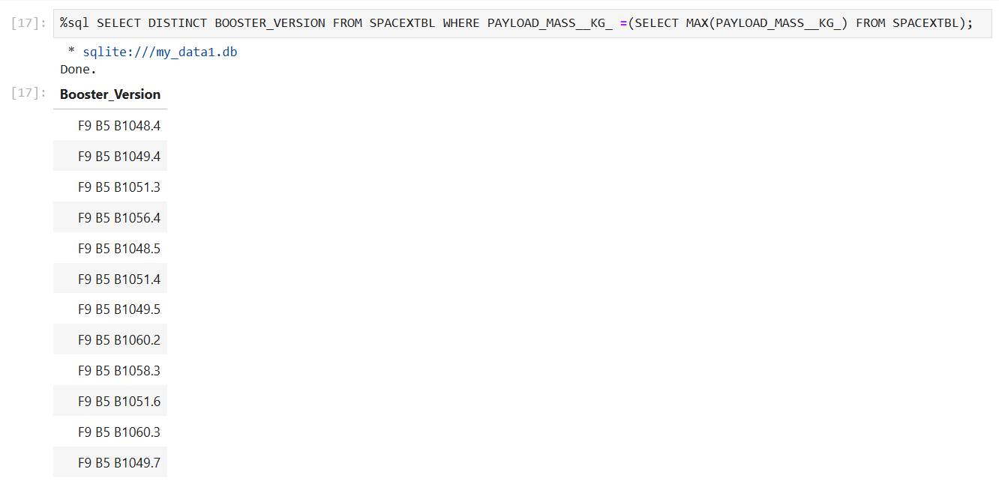 [17]: %sql SELECT DISTINCT BOOSTER_VERSION FROM SPACEXTBL WHERE PAYLOAD_MASS__KG_ =(SELECT MAX(PAYLOAD_MASS__KG_) FROM SPACEXTBL);
* sqlite:///my_data1.db
Done.
[17]: Booster_Version
F9 B5 B1048.4
F9 B5 B1049.4
F9 B5 B1051.3
F9 B5 B1056.4
F9 B5 B1048.5
F9 B5 B1051.4
F9 B5 B1049.5
F9 B5 B1060.2
F9 B5 B1058.3
F9 B5 B1051.6
F9 B5 B1060.3
F9 B5 B1049.7